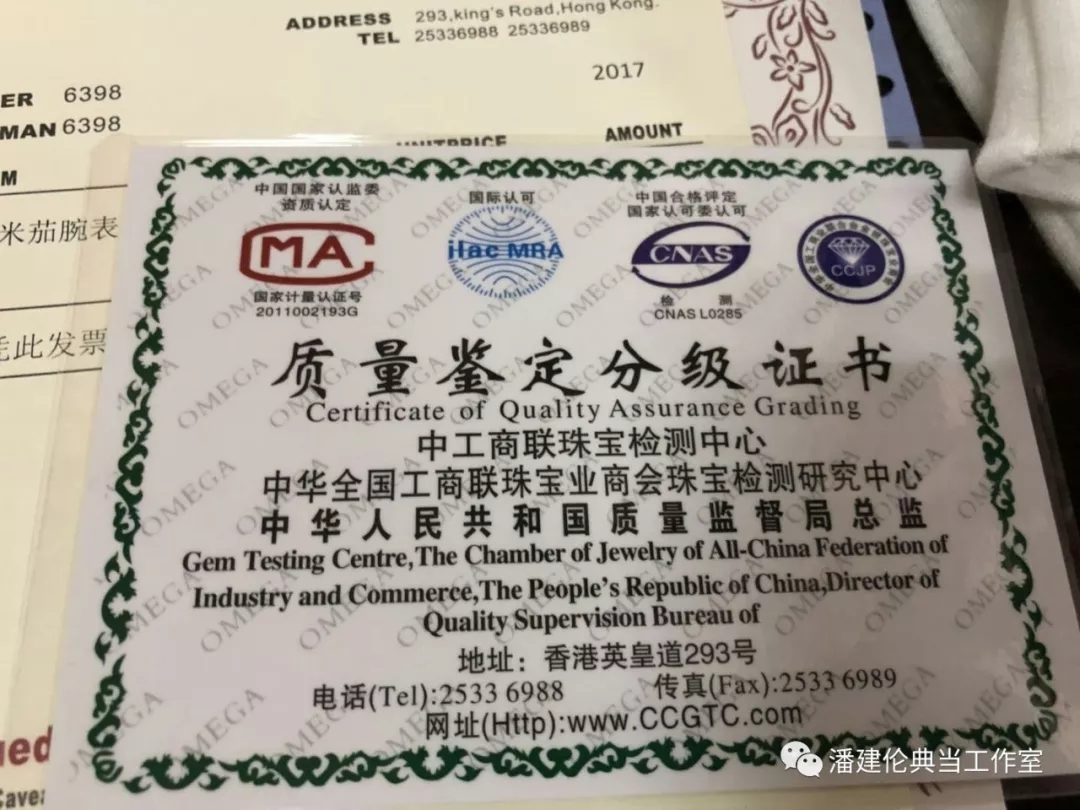 ADDRESS 293,king's Road,Hong Kong.
TEL 25336988 25336989
2017
ER 6398
MAN 6398
UNITPRICE AMOUNT
M
米茄腕表
凭此发票
中国国家认监委
资质认定
MA
国家计量认证号
2011002193G
国际认可
ilac MRA
中国合格评定
国家认可委认可
CNAS
检 测
CNAS L0285
CCJP
质量鉴定分级证书
Certificate of Quality Assurance Grading
中工商联珠宝检测中心
中华全国工商联珠宝业商会珠宝检测研究中心
中华人民共和国质量监督局总监
Gem Testing Centre,The Chamber of Jewelry of All-China Federation of
Industry and Commerce,The People's Republic of China,Director of
Quality Supervision Bureau of
地址：香港英皇道293号
电话(Tel):2533 6988 传真(Fax):2533 6989
网址(Http):www.CCGTC.com
OMEGA
ued
Cavea
潘建伦典当工作室